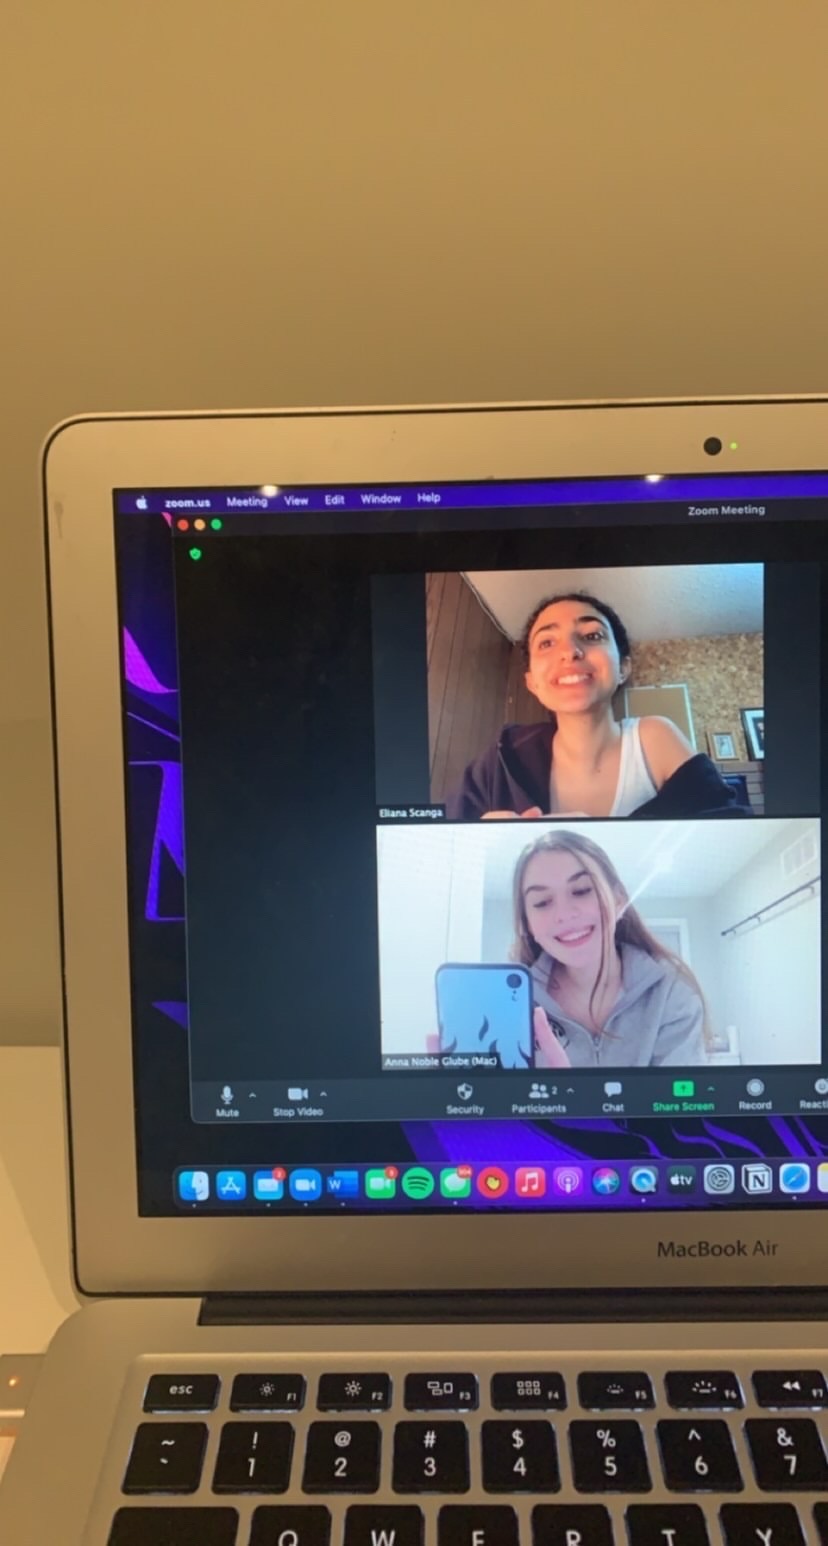 zoom.us Meeting View Edit Window Help
Zoom Meeting
Eliana Scanga
Anna Noble Glube (Mac)
2
Mute Stop Video Security Participants Chat Share Screen Record
W
tv
N
MacBook Air
esc F1 F2 F3 F4 F5 F6 F7
~ ! @ # $ % ^ &
` 1 2 3 4 5 6 7
Q W E R T Y